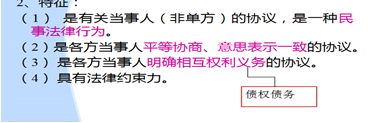 2、特征：
（1） 是有关当事人（非单方）的协议，是一种民
事法律行为。
（2）是各方当事人平等协商、意思表示一致的协议。
（3）是各方当事人明确相互权利义务的协议。
（4）具有法律约束力。
债权债务